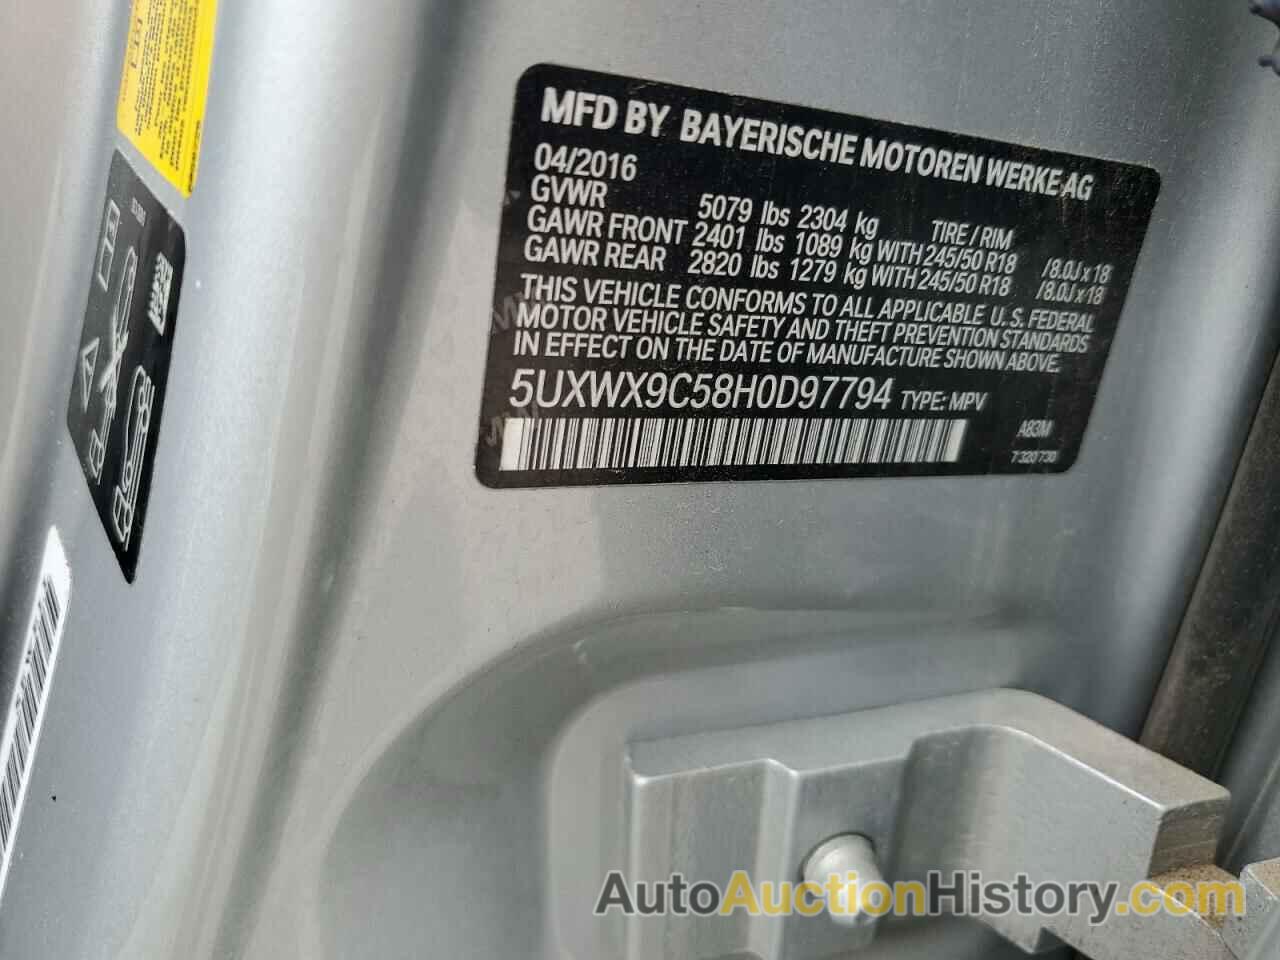 MFD BY BAYERISCHE MOTOREN WERKE AG
04/2016
GVWR 5079 lbs 2304 kg TIRE / RIM
GAWR FRONT 2401 lbs 1089 kg WITH 245/50 R18 /8.0J x 18
GAWR REAR 2820 lbs 1279 kg WITH 245/50 R18 /8.0J x 18
THIS VEHICLE CONFORMS TO ALL APPLICABLE U.S. FEDERAL
MOTOR VEHICLE SAFETY AND THEFT PREVENTION STANDARDS
IN EFFECT ON THE DATE OF MANUFACTURE SHOWN ABOVE.
5UXWX9C58H0D97794 TYPE: MPV
A83M
7 320 730
AutoAuctionHistory.com